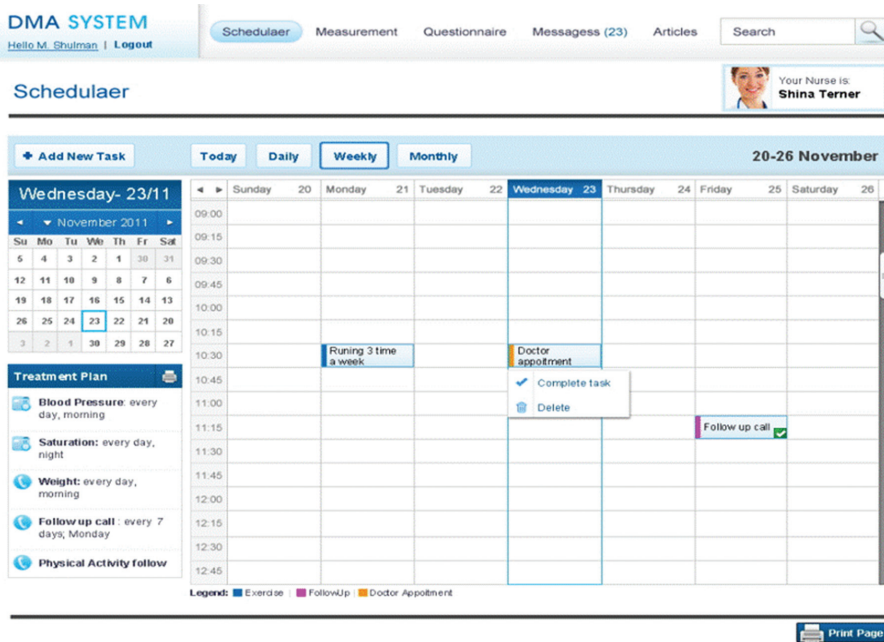 DMA SYSTEM
Hello M. Shulman | Logout
Schedulaer Measurement Questionnaire Messagess (23) Articles Search
Schedulaer
Your Nurse is:
Shina Terner
+ Add New Task Today Daily Weekly Monthly 20-26 November
Wednesday- 23/11
November 2011
Su Mo Tu We Th Fr Sat
5 4 3 2 1 30 31
12 11 10 9 8 7 6
19 18 17 16 15 14 13
26 25 24 23 22 21 20
3 2 1 30 29 28 27
Treatment Plan
Blood Pressure: every
day, morning
Saturation: every day,
night
Weight: every day,
morning
Follow up call : every 7
days; Monday
Physical Activity follow
Sunday 20 Monday 21 Tuesday 22 Wednesday 23 Thursday 24 Friday 25 Saturday 26
09:00
09:15
09:30
09:45
10:00
10:15
10:30
10:45
11:00
11:15
11:30
11:45
12:00
12:15
12:30
12:45
Runing 3 time
a week
Doctor
appoitment
Complete task
Delete
Follow up call
Legend: Exercise | FollowUp | Doctor Appoitment
Print Page